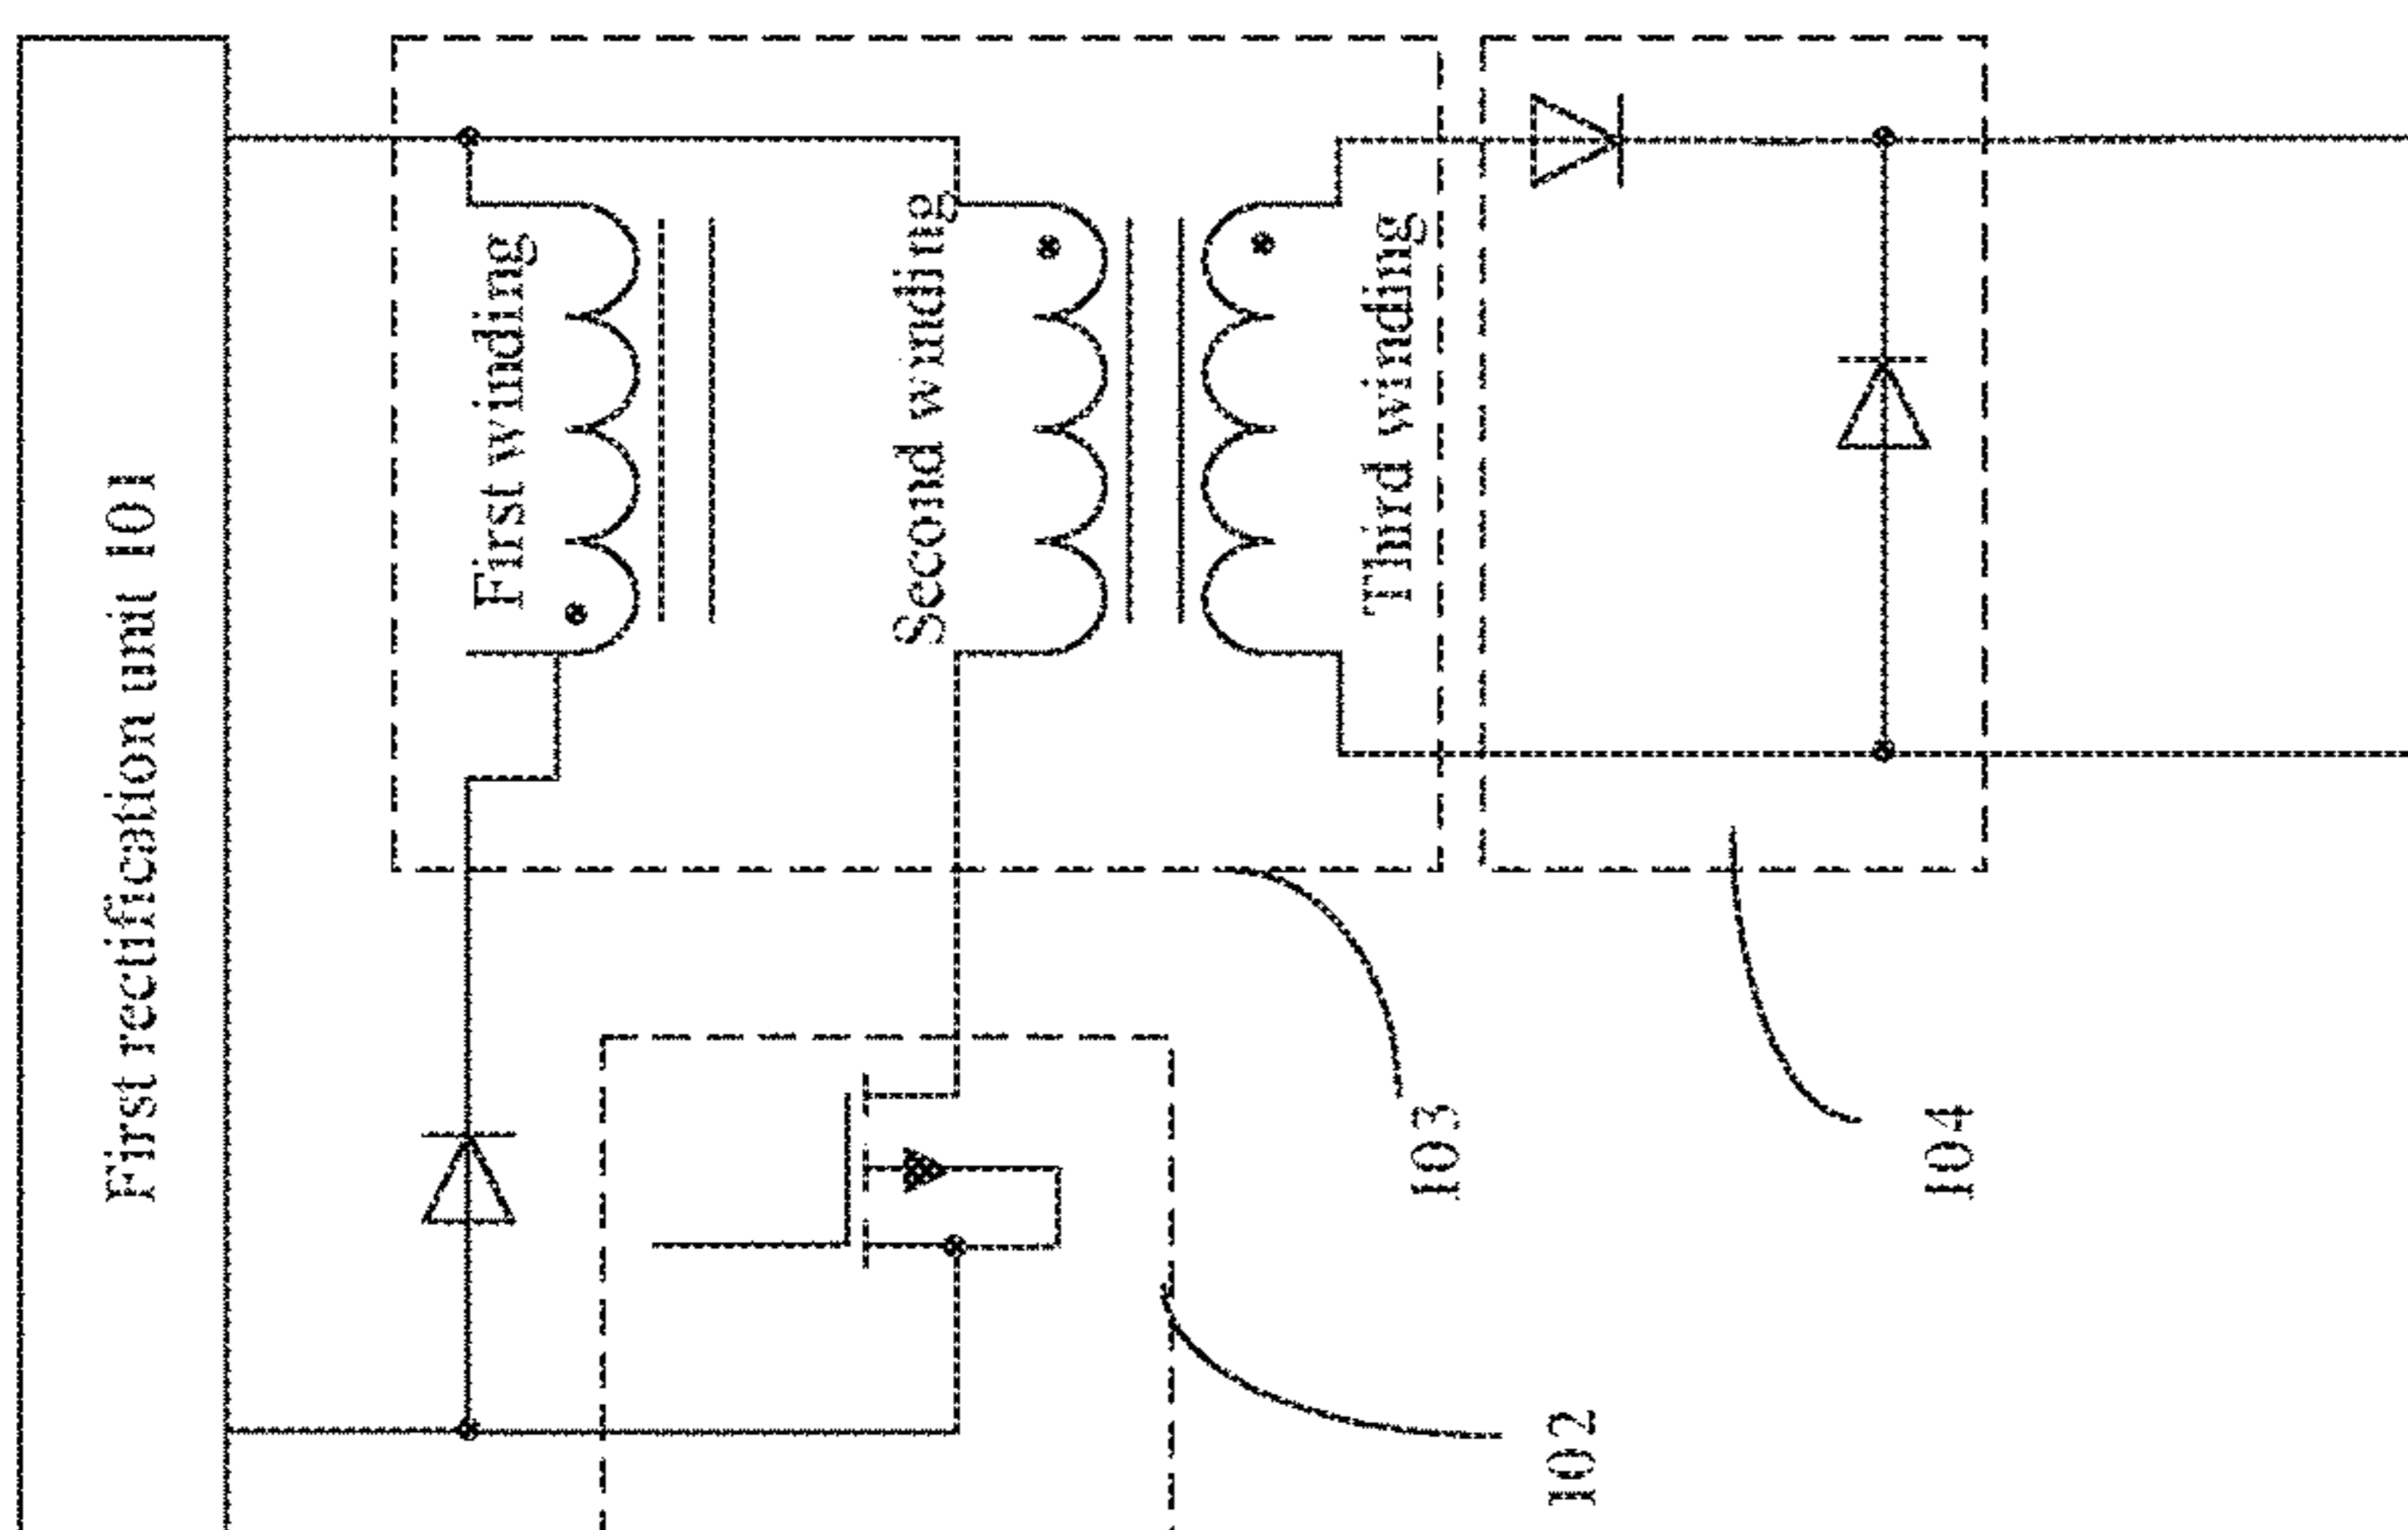 First rectification unit 101
First winding
Second winding
Third winding
103
104
102